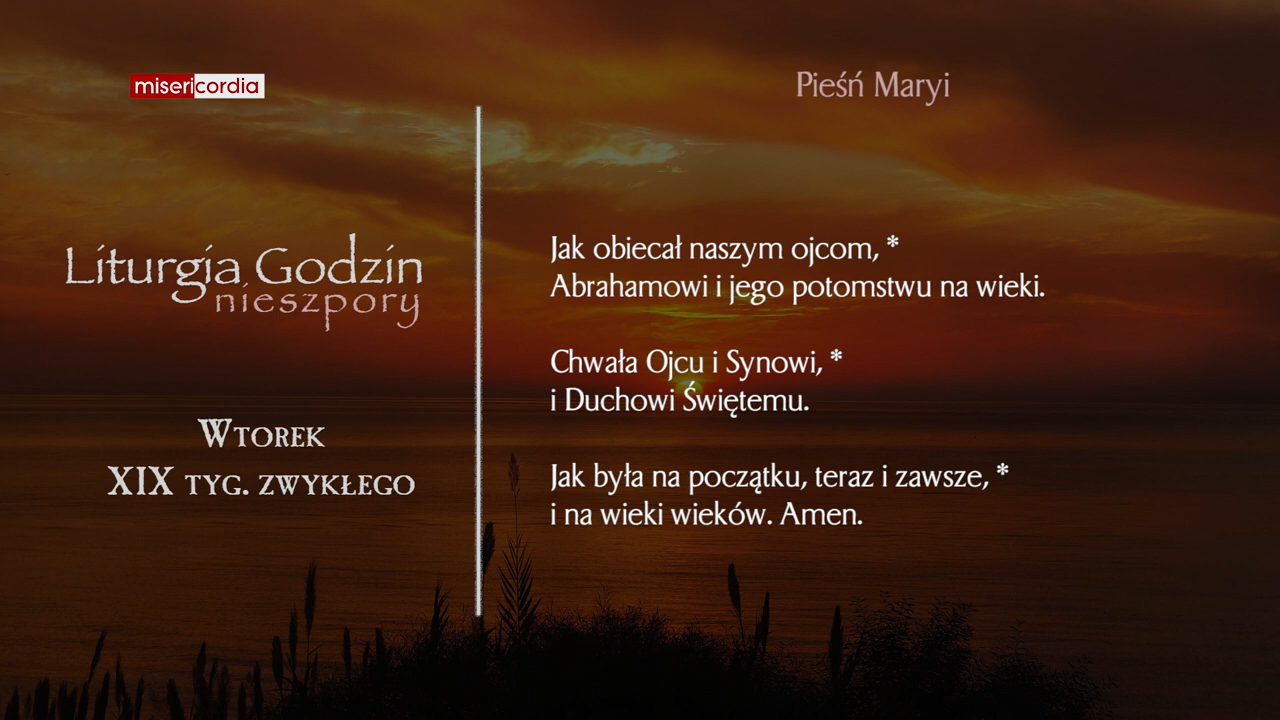 misericordia
Pieśń Maryi
Liturgia Godzin
nieszpory
Wtorek
XIX tyg. zwykłego
Jak obiecał naszym ojcom, *
Abrahamowi i jego potomstwu na wieki.
Chwała Ojcu i Synowi, *
i Duchowi Świętemu.
Jak była na początku, teraz i zawsze, *
i na wieki wieków. Amen.